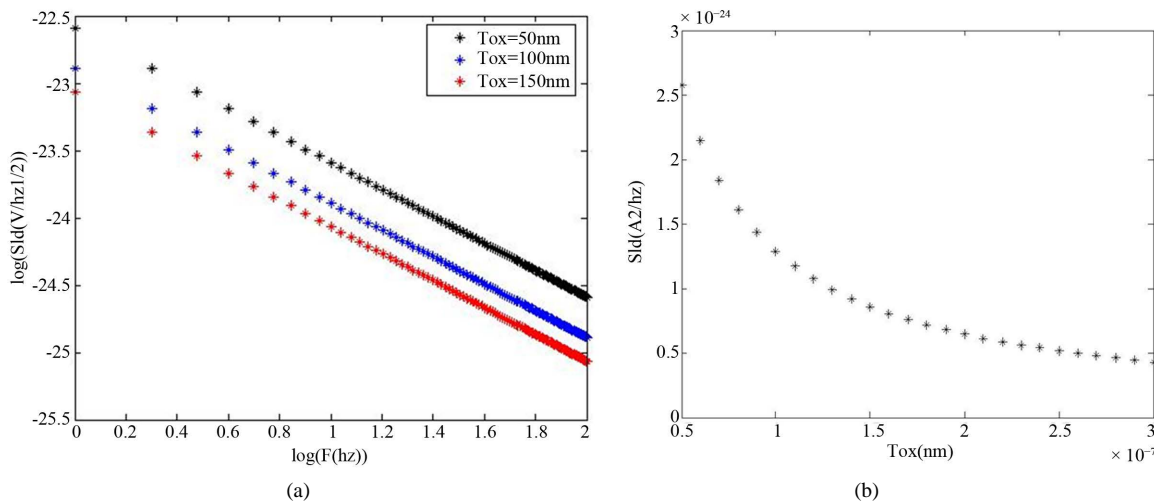 -22.5
-23
-23.5
-24
-24.5
-25
-25.5
log(Sld(V/hz1/2))
Tox=50nm
Tox=100nm
Tox=150nm
0 0.2 0.4 0.6 0.8 1 1.2 1.4 1.6 1.8 2
log(F(hz))
(a)
3 × 10⁻²⁴
2.5
2
1.5
1
0.5
0
Sld(A2/hz)
0.5 1 1.5 2 2.5 3
Tox(nm)
× 10⁻⁷
(b)